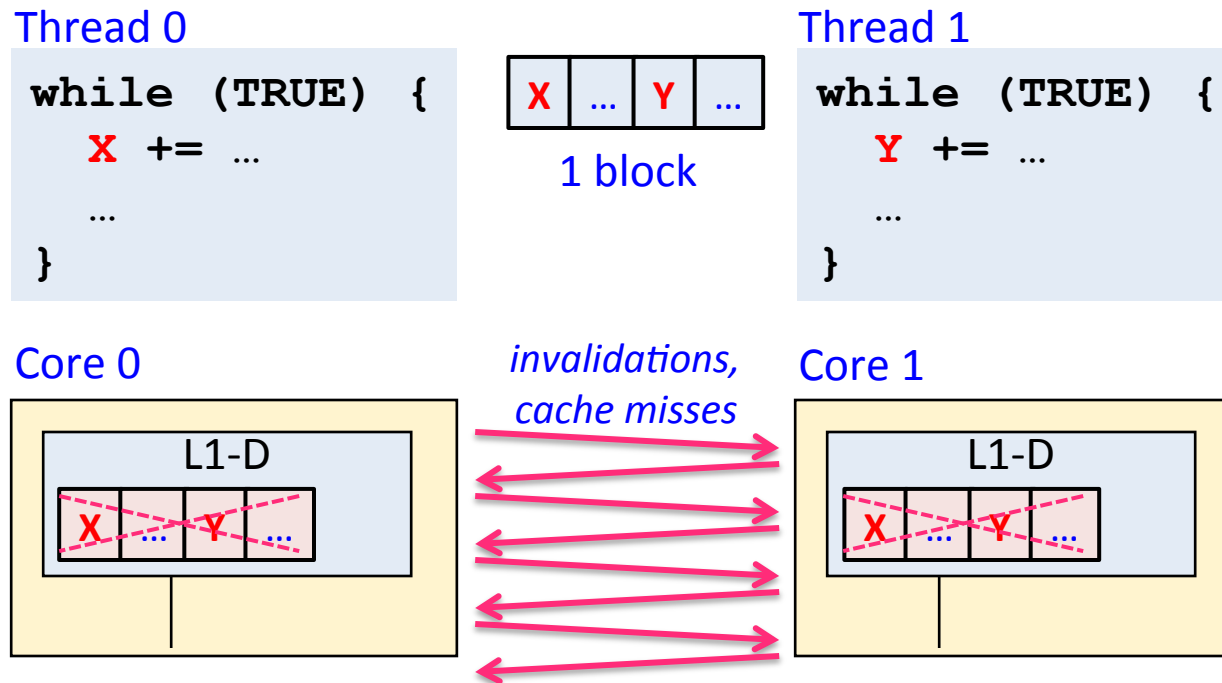 Thread 0
while (TRUE) {
X += …
…
}
X … Y …
1 block
Thread 1
while (TRUE) {
Y += …
…
}
Core 0
L1-D
X … Y …
invalidations,
cache misses
Core 1
L1-D
X … Y …